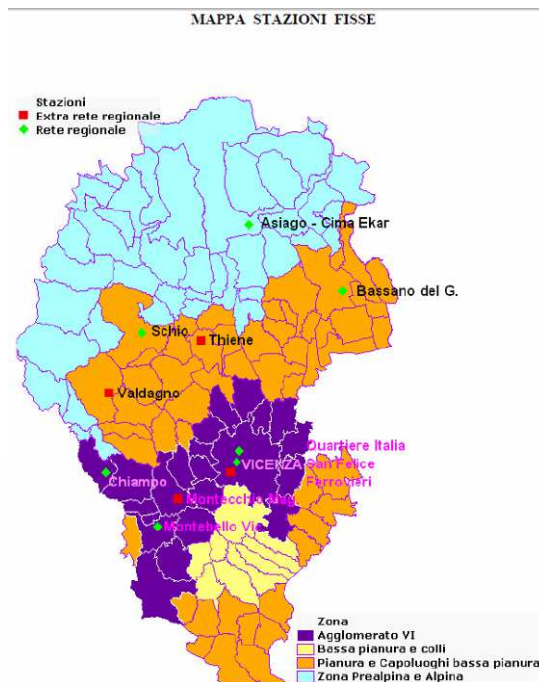 MAPPA STAZIONI FISSE
Stazioni
Extra rete regionale
Rete regionale
Asiago - Cima Ekar
Bassano del G.
Schio
Thiene
Valdagno
Quartiere Italia
VICENZA San Felice
Ferrovieri
Chiampo
Montecchio Mag
Montebello Vic
Zona
Agglomerato VI
Bassa pianura e colli
Pianura e Capoluoghi bassa pianura
Zona Prealpina e Alpina